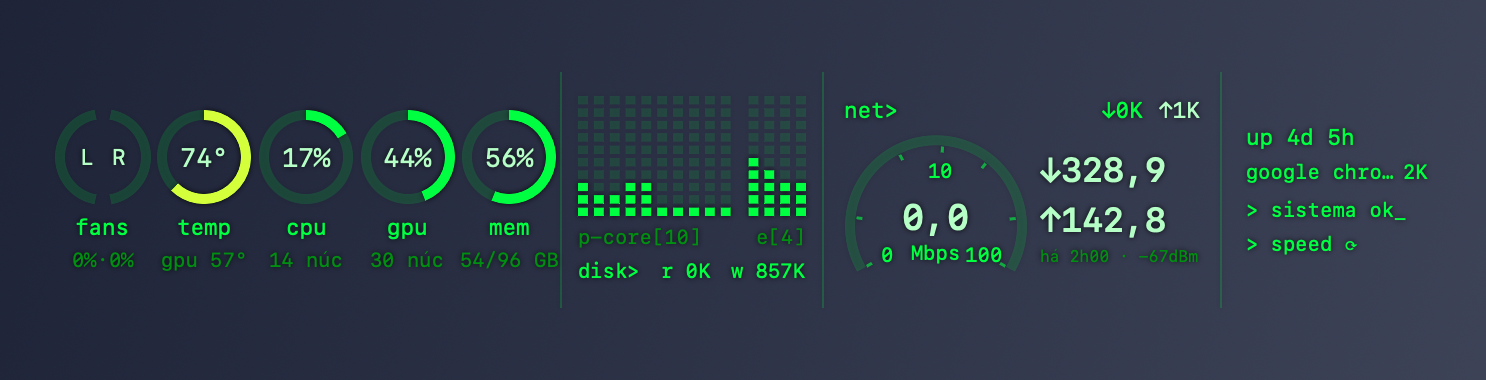 L R
74°
17%
44%
56%
fans
temp
cpu
gpu
mem
0%·0%
gpu 57°
14 núc
30 núc
54/96 GB
p-core[10] e[4]
disk> r 0K w 857K
net> ↓0K ↑1K
10
0,0
0 Mbps 100
↓328,9
↑142,8
há 2h00 · -67dBm
up 4d 5h
google chro… 2K
> sistema ok_
> speed ⟳